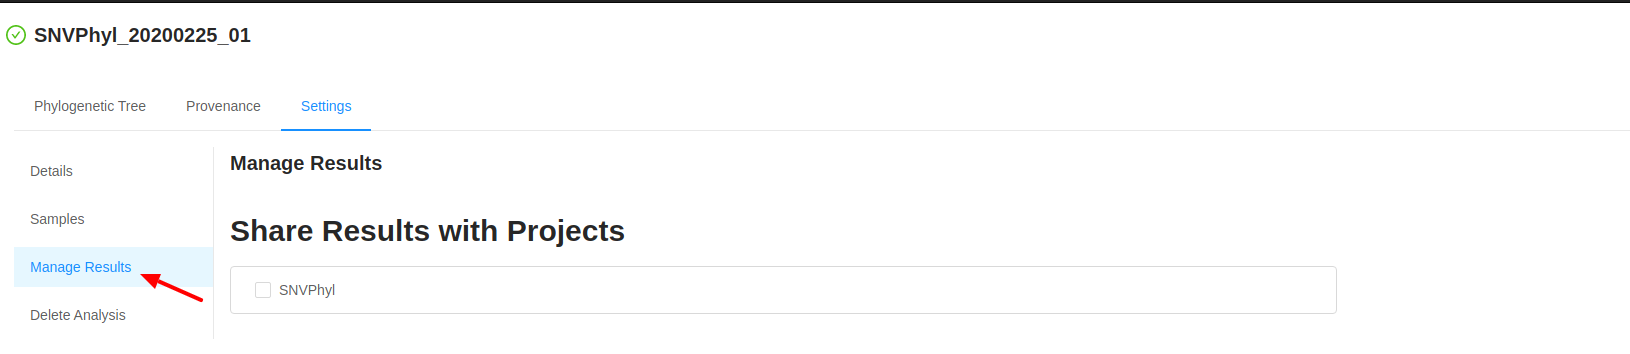 SNVPhyl_20200225_01
Phylogenetic Tree Provenance Settings
Details
Samples
Manage Results
Delete Analysis
Manage Results
Share Results with Projects
SNVPhyl